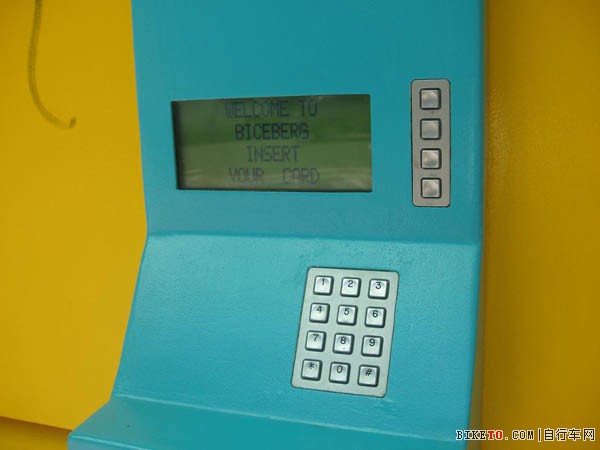 WELCOME TO
BICEBERG
INSERT
YOUR CARD
1 2 3
4 5 6
7 8 9
* 0 #
BIKETO.COM|自行车网